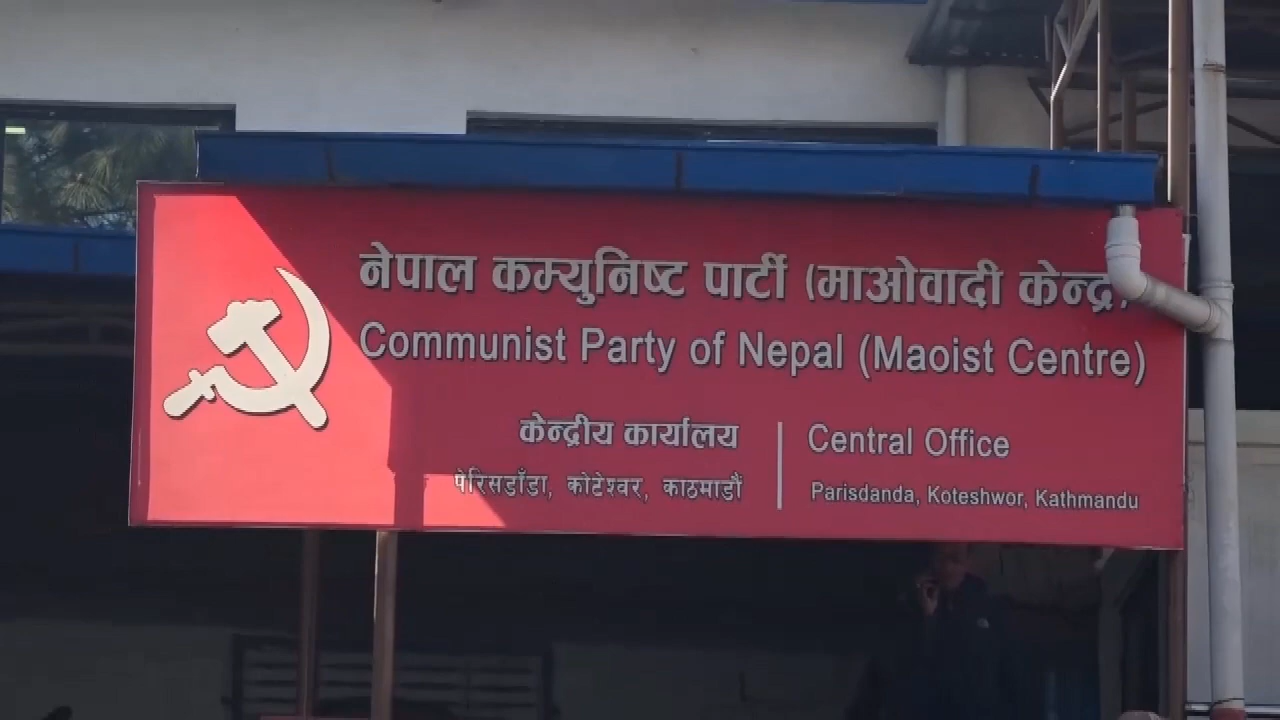 नेपाल कम्युनिष्ट पार्टी (माओवादी केन्द्र)
Communist Party of Nepal (Maoist Centre)
केन्द्रीय कार्यालय
पेरिसडाँडा, कोटेश्वर, काठमाडौं
Central Office
Parisdanda, Koteshwor, Kathmandu